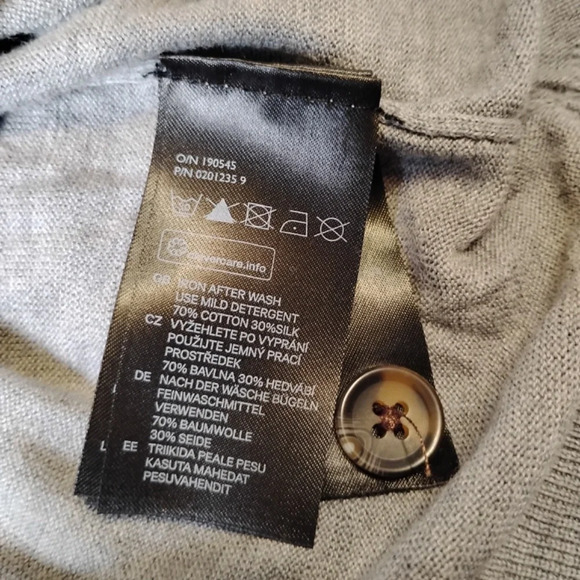 O/N 190545
P/N 0201235 9
clevercare.info
GB IRON AFTER WASH
USE MILD DETERGENT
70% COTTON 30%SILK
CZ VYŽEHLETE PO VYPRÁNÍ
POUŽIJTE JEMNÝ PRACÍ
PROSTŘEDEK
70% BAVLNA 30% HEDVÁBÍ
DE NACH DER WÄSCHE BÜGELN
FEINWASCHMITTEL
VERWENDEN
70% BAUMWOLLE
30% SEIDE
EE TRIIKIDA PEALE PESU
KASUTA MAHEDAT
PESUVAHENDIT